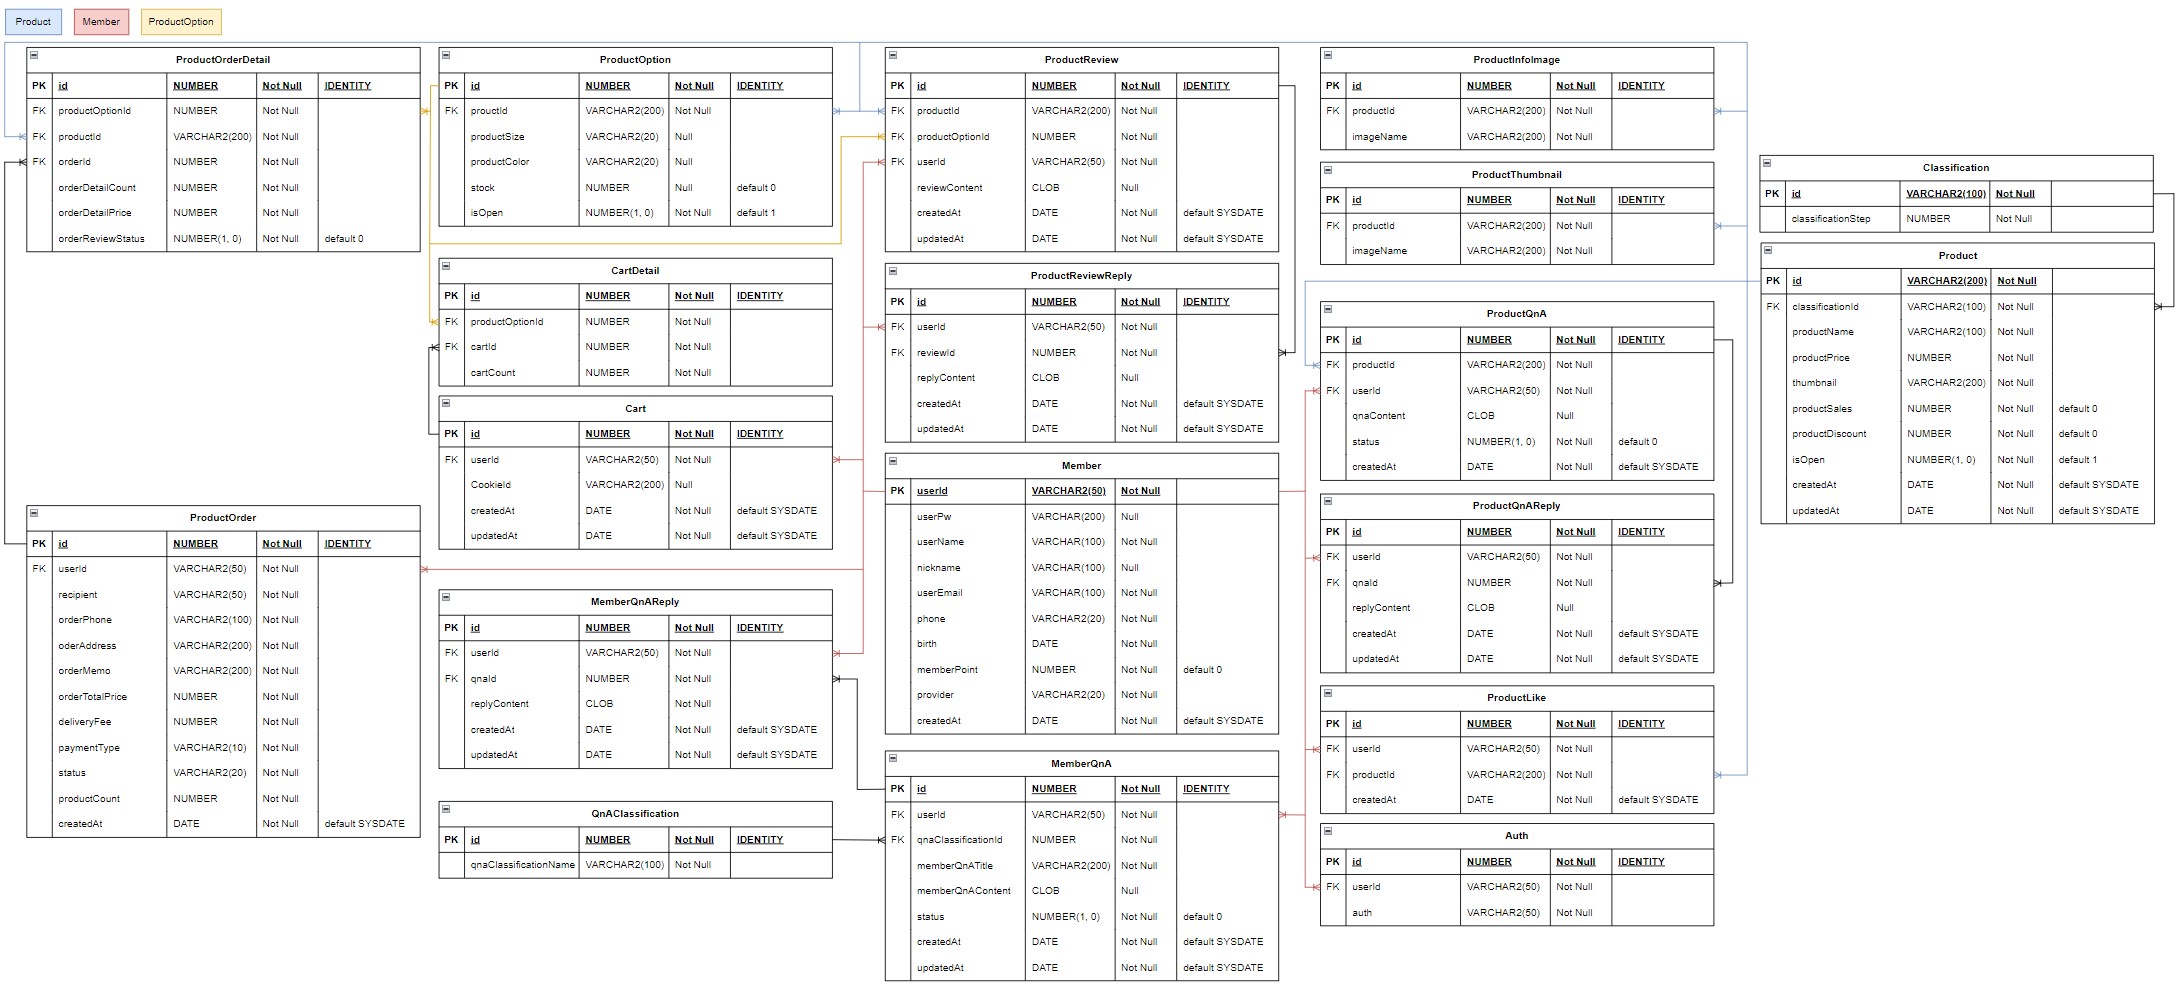 Product
Member
ProductOption
ProductOrderDetail
PK id NUMBER Not Null IDENTITY
FK productOptionId NUMBER Not Null
FK productId VARCHAR2(200) Not Null
FK orderId NUMBER Not Null
orderDetailCount NUMBER Not Null
orderDetailPrice NUMBER Not Null
orderReviewStatus NUMBER(1, 0) Not Null default 0
ProductOrder
PK id NUMBER Not Null IDENTITY
FK userId VARCHAR2(50) Not Null
recipient VARCHAR2(50) Not Null
orderPhone VARCHAR2(100) Not Null
oderAddress VARCHAR2(200) Not Null
orderMemo VARCHAR2(200) Not Null
orderTotalPrice NUMBER Not Null
deliveryFee NUMBER Not Null
paymentType VARCHAR2(10) Not Null
status VARCHAR2(20) Not Null
productCount NUMBER Not Null
createdAt DATE Not Null default SYSDATE
ProductOption
PK id NUMBER Not Null IDENTITY
FK prouctId VARCHAR2(200) Not Null
productSize VARCHAR2(20) Null
productColor VARCHAR2(20) Null
stock NUMBER Null default 0
isOpen NUMBER(1, 0) Not Null default 1
CartDetail
PK id NUMBER Not Null IDENTITY
FK productOptionId NUMBER Not Null
FK cartId NUMBER Not Null
cartCount NUMBER Not Null
Cart
PK id NUMBER Not Null IDENTITY
FK userId VARCHAR2(50) Not Null
CookieId VARCHAR2(200) Null
createdAt DATE Not Null default SYSDATE
updatedAt DATE Not Null default SYSDATE
MemberQnAReply
PK id NUMBER Not Null IDENTITY
FK userId VARCHAR2(50) Not Null
FK qnaId NUMBER Not Null
replyContent CLOB Not Null
createdAt DATE Not Null default SYSDATE
updatedAt DATE Not Null default SYSDATE
QnAClassification
PK id NUMBER Not Null IDENTITY
qnaClassificationName VARCHAR2(100) Not Null
ProductReview
PK id NUMBER Not Null IDENTITY
FK productId VARCHAR2(200) Not Null
FK productOptionId NUMBER Not Null
FK userId VARCHAR2(50) Not Null
reviewContent CLOB Null
createdAt DATE Not Null default SYSDATE
updatedAt DATE Not Null default SYSDATE
ProductReviewReply
PK id NUMBER Not Null IDENTITY
FK userId VARCHAR2(50) Not Null
FK reviewId NUMBER Not Null
replyContent CLOB Null
createdAt DATE Not Null default SYSDATE
updatedAt DATE Not Null default SYSDATE
Member
PK userId VARCHAR2(50) Not Null
userPw VARCHAR(200) Null
userName VARCHAR(100) Not Null
nickname VARCHAR(100) Null
userEmail VARCHAR(100) Not Null
phone VARCHAR2(20) Not Null
birth DATE Not Null
memberPoint NUMBER Not Null default 0
provider VARCHAR2(20) Not Null
createdAt DATE Not Null default SYSDATE
MemberQnA
PK id NUMBER Not Null IDENTITY
FK userId VARCHAR2(50) Not Null
FK qnaClassificationId NUMBER Not Null
memberQnATitle VARCHAR2(200) Not Null
memberQnAContent CLOB Null
status NUMBER(1, 0) Not Null default 0
createdAt DATE Not Null default SYSDATE
updatedAt DATE Not Null default SYSDATE
ProductInfoImage
PK id NUMBER Not Null IDENTITY
FK productId VARCHAR2(200) Not Null
imageName VARCHAR2(200) Not Null
ProductThumbnail
PK id NUMBER Not Null IDENTITY
FK productId VARCHAR2(200) Not Null
imageName VARCHAR2(200) Not Null
ProductQnA
PK id NUMBER Not Null IDENTITY
FK productId VARCHAR2(200) Not Null
FK userId VARCHAR2(50) Not Null
qnaContent CLOB Null
status NUMBER(1, 0) Not Null default 0
createdAt DATE Not Null default SYSDATE
ProductQnAReply
PK id NUMBER Not Null IDENTITY
FK userId VARCHAR2(50) Not Null
FK qnaId NUMBER Not Null
replyContent CLOB Null
createdAt DATE Not Null default SYSDATE
updatedAt DATE Not Null default SYSDATE
ProductLike
PK id NUMBER Not Null IDENTITY
FK userId VARCHAR2(50) Not Null
FK productId VARCHAR2(200) Not Null
createdAt DATE Not Null default SYSDATE
Auth
PK id NUMBER Not Null IDENTITY
FK userId VARCHAR2(50) Not Null
auth VARCHAR2(50) Not Null
Classification
PK id VARCHAR2(100) Not Null
classificationStep NUMBER Not Null
Product
PK id VARCHAR2(200) Not Null
FK classificationId VARCHAR2(100) Not Null
productName VARCHAR2(100) Not Null
productPrice NUMBER Not Null
thumbnail VARCHAR2(200) Not Null
productSales NUMBER Not Null default 0
productDiscount NUMBER Not Null default 0
isOpen NUMBER(1, 0) Not Null default 1
createdAt DATE Not Null default SYSDATE
updatedAt DATE Not Null default SYSDATE